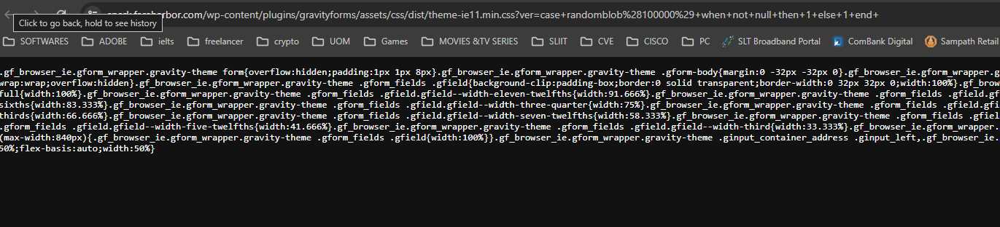 harbor.com/wp-content/plugins/gravityforms/assets/css/dist/theme-ie11.min.css?ver=case+randomblob%28100000%29+when+not+null+then+1+else+1+end+
Click to go back, hold to see history
SOFTWARES ADOBE ielts freelancer crypto UOM Games MOVIES &TV SERIES SLIIT CVE CISCO PC SLT Broadband Portal ComBank Digital Sampath Retail
.gf_browser_ie.gform_wrapper.gravity-theme form{overflow:hidden;padding:1px 1px 8px}.gf_browser_ie.gform_wrapper.gravity-theme .gform-body{margin:0 -32px -32px 0}.gf_browser_ie.gform_wrapper.g
wrap:wrap;overflow:hidden}.gf_browser_ie.gform_wrapper.gravity-theme .gform_fields .gfield{background-clip:padding-box;border:0 solid transparent;border-width:0 32px 32px 0;width:100%}.gf_brow
full{width:100%}.gf_browser_ie.gform_wrapper.gravity-theme .gform_fields .gfield.gfield--width-eleven-twelfths{width:91.666%}.gf_browser_ie.gform_wrapper.gravity-theme .gform_fields .gfield.gf
sixths{width:83.333%}.gf_browser_ie.gform_wrapper.gravity-theme .gform_fields .gfield.gfield--width-three-quarter{width:75%}.gf_browser_ie.gform_wrapper.gravity-theme .gform_fields .gfield.gfi
thirds{width:66.666%}.gf_browser_ie.gform_wrapper.gravity-theme .gform_fields .gfield.gfield--width-seven-twelfths{width:58.333%}.gf_browser_ie.gform_wrapper.gravity-theme .gform_fields .gfiel
.gform_fields .gfield.gfield--width-five-twelfths{width:41.666%}.gf_browser_ie.gform_wrapper.gravity-theme .gform_fields .gfield.gfield--width-third{width:33.333%}.gf_browser_ie.gform_wrapper.
(max-width:840px){.gf_browser_ie.gform_wrapper.gravity-theme .gform_fields .gfield{width:100%}}.gf_browser_ie.gform_wrapper.gravity-theme .ginput_container_address .ginput_left,.gf_browser_ie.
50%;flex-basis:auto;width:50%}